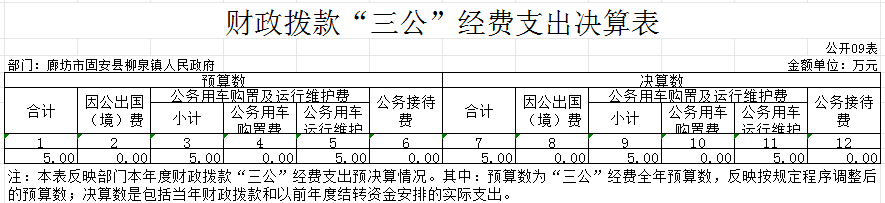 财政拨款“三公”经费支出决算表
公开09表
部门：廊坊市固安县柳泉镇人民政府 金额单位：万元
预算数 决算数
合计 因公出国（境）费 公务用车购置及运行维护费 公务接待费 合计 因公出国（境）费 公务用车购置及运行维护费 公务接待费
小计 公务用车购置费 公务用车运行维护 小计 公务用车购置费 公务用车运行维护
1 2 3 4 5 6 7 8 9 10 11 12
5.00 0.00 5.00 0.00 5.00 0.00 5.00 0.00 5.00 0.00 5.00 0.00
注：本表反映部门本年度财政拨款“三公”经费支出预决算情况。其中：预算数为“三公”经费全年预算数，反映按规定程序调整后
的预算数；决算数是包括当年财政拨款和以前年度结转资金安排的实际支出。